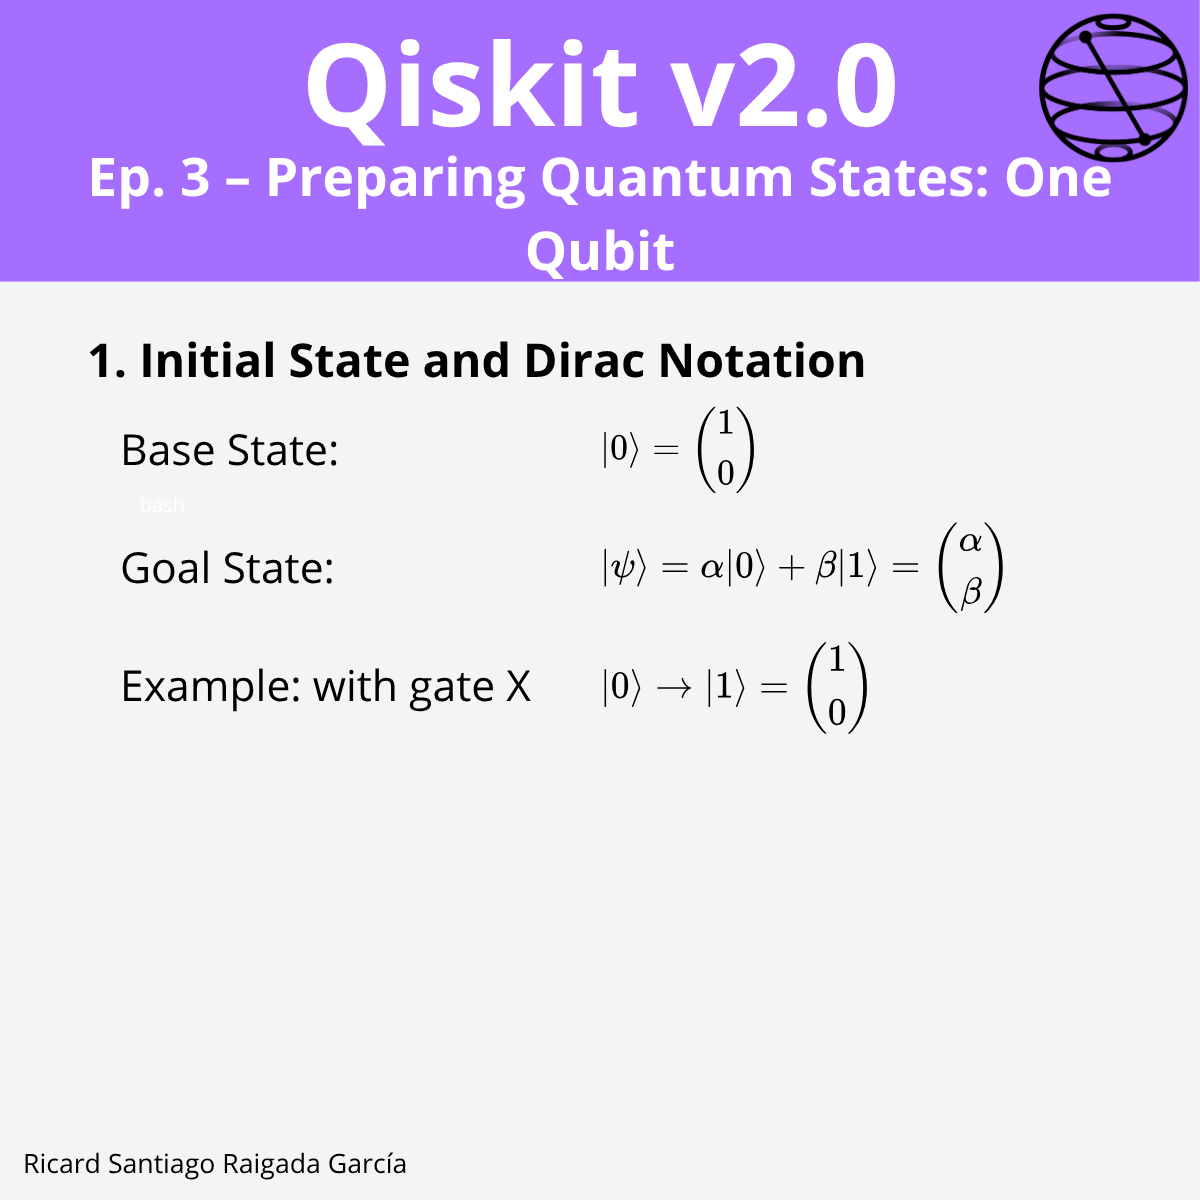 Qiskit v2.0
Ep. 3 – Preparing Quantum States: One
Qubit
1. Initial State and Dirac Notation
Base State: |0⟩ = (1 0)
bash
Goal State: |ψ⟩ = α|0⟩ + β|1⟩ = (α β)
Example: with gate X |0⟩ → |1⟩ = (1 0)
Ricard Santiago Raigada García